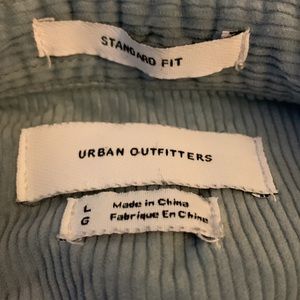 STANDARD FIT
URBAN OUTFITTERS
L Made in China
G Fabriqué En Chine